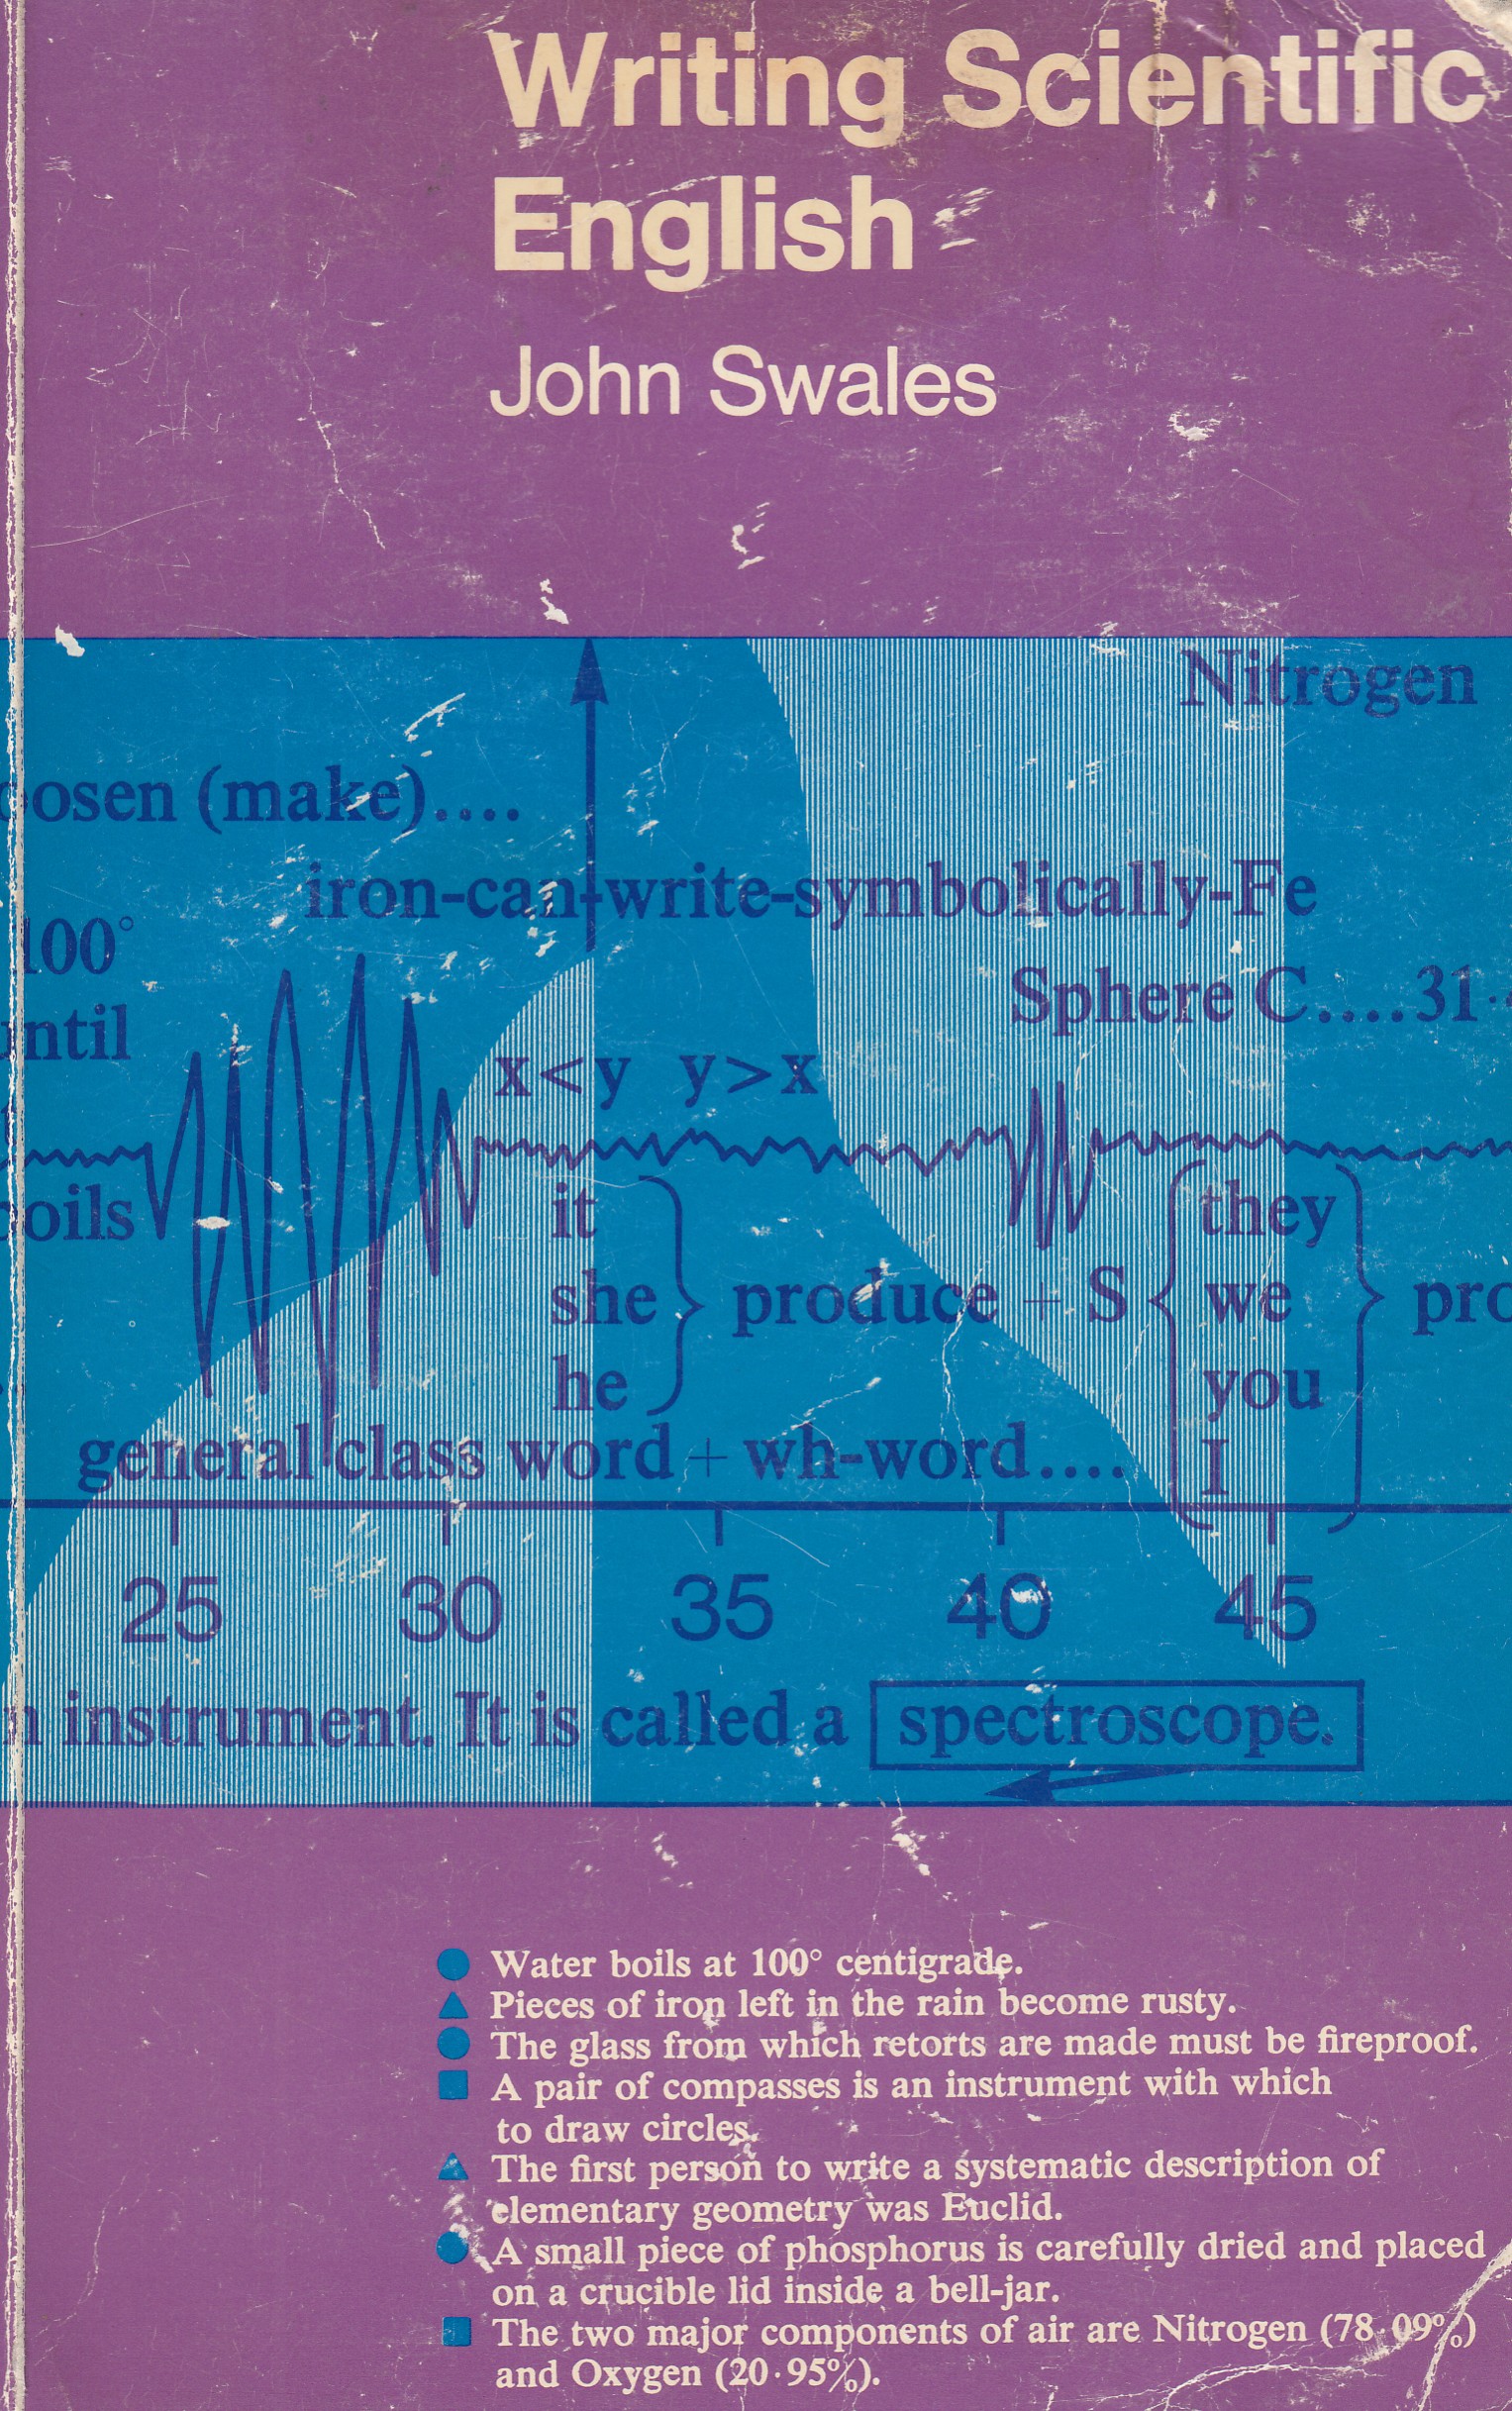 Writing Scientific
English
John Swales
Nitrogen
oosen (make)....
iron-can-write-symbolically-Fe
100°
Sphere C....31·
until
x<y y>x
boils
it
they
she
produce + S
we
pro
he
you
general class word + wh-word....
I
25 30 35 40 45
n instrument. It is called a spectroscope.
Water boils at 100° centigrade.
Pieces of iron left in the rain become rusty.
The glass from which retorts are made must be fireproof.
A pair of compasses is an instrument with which
to draw circles.
The first person to write a systematic description of
elementary geometry was Euclid.
A small piece of phosphorus is carefully dried and placed
on a crucible lid inside a bell-jar.
The two major components of air are Nitrogen (78·09%)
and Oxygen (20·95%).